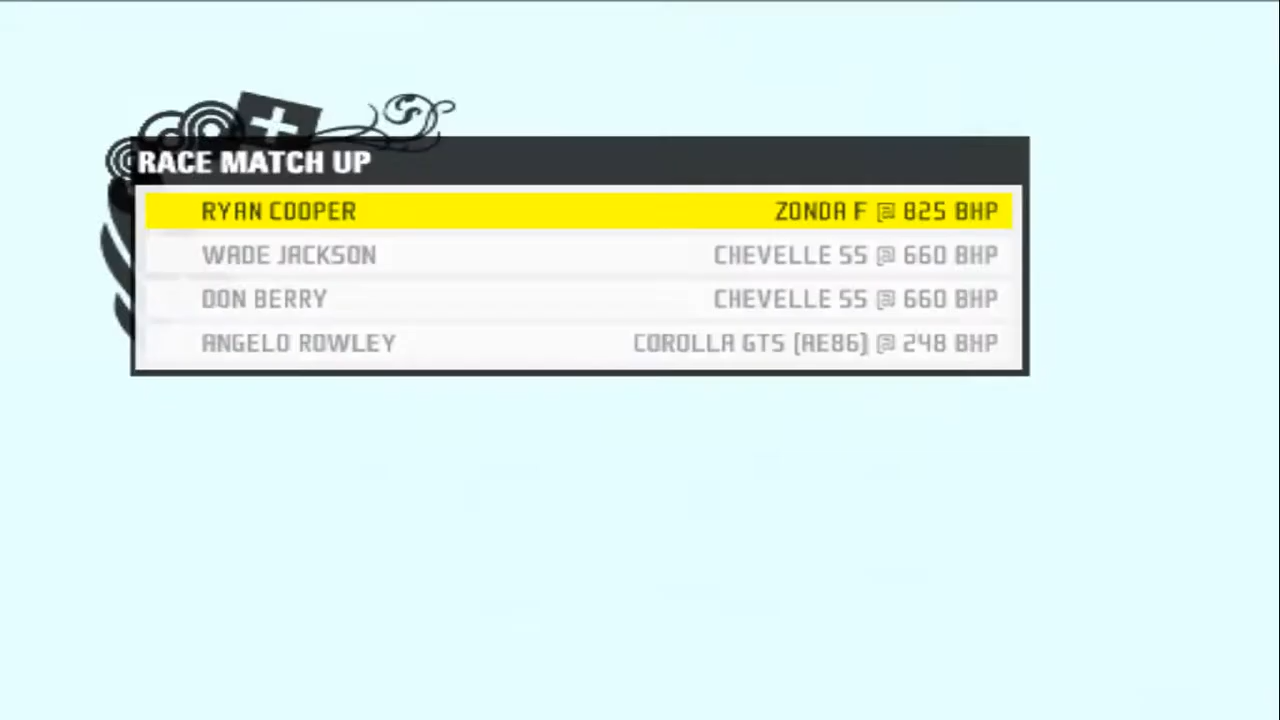 RACE MATCH UP
RYAN COOPER ZONDA F @ 825 BHP
WADE JACKSON CHEVELLE SS @ 660 BHP
DON BERRY CHEVELLE SS @ 660 BHP
ANGELO ROWLEY COROLLA GTS (AE86) @ 248 BHP